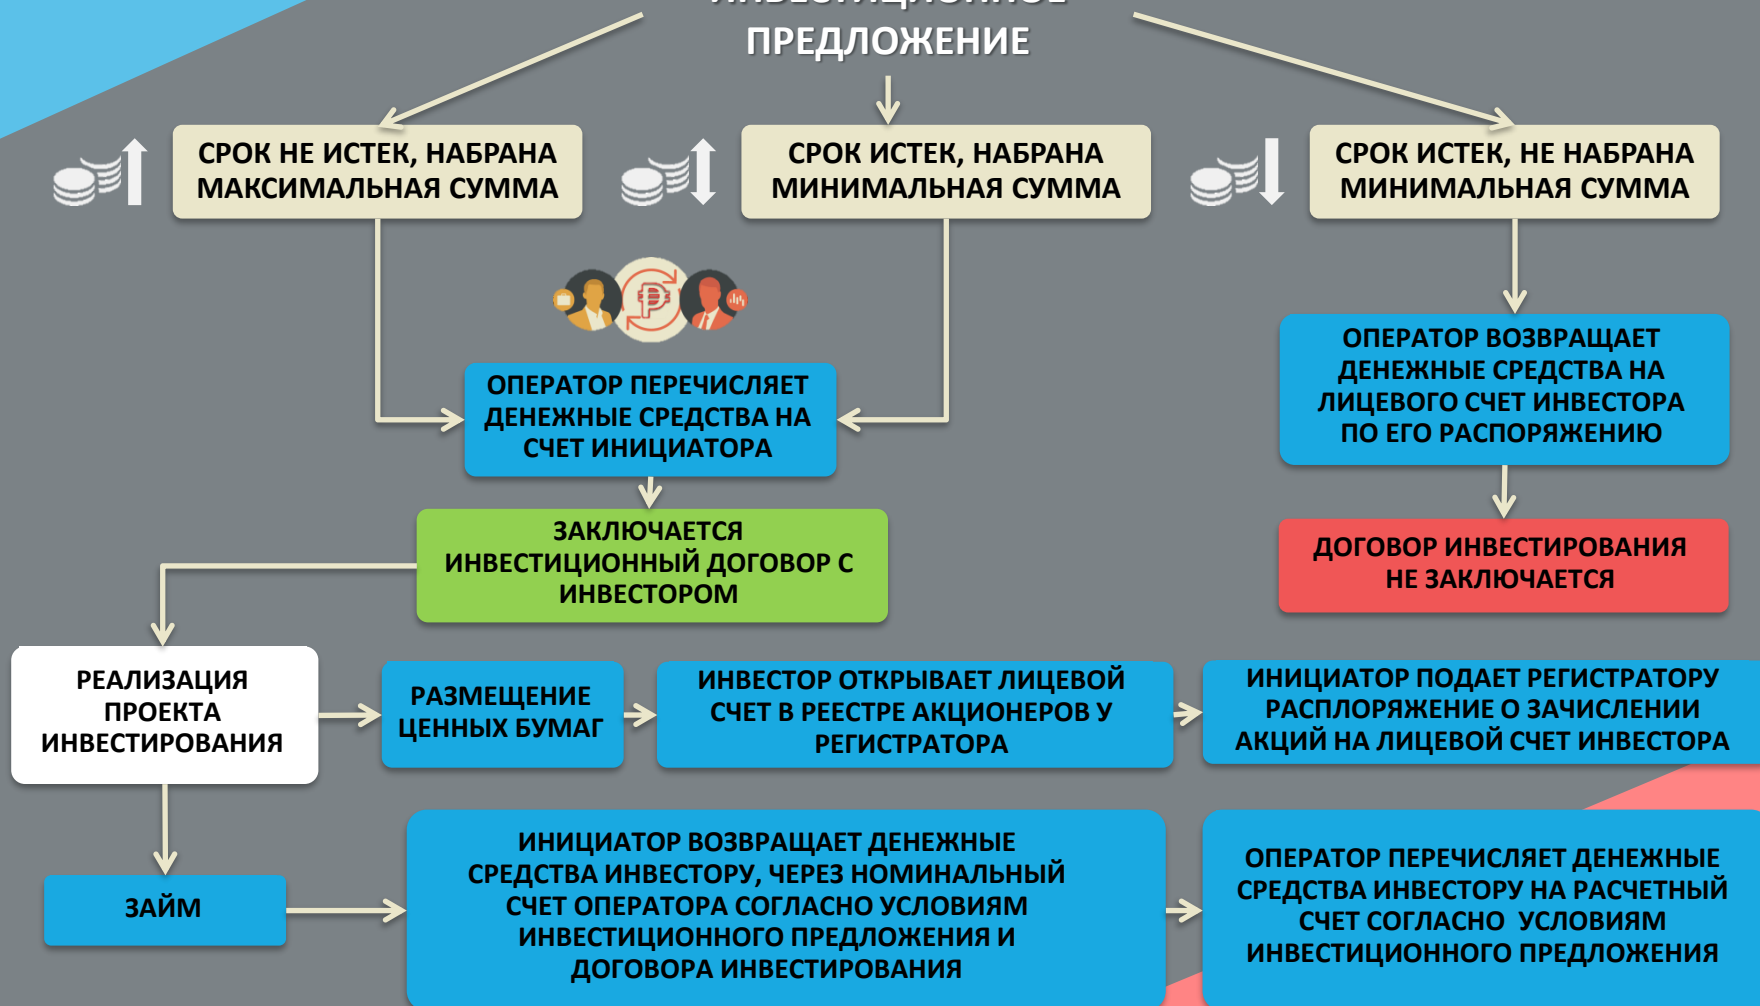 ИНВЕСТИЦИОННОЕ
ПРЕДЛОЖЕНИЕ
СРОК НЕ ИСТЕК, НАБРАНА
МАКСИМАЛЬНАЯ СУММА
СРОК ИСТЕК, НАБРАНА
МИНИМАЛЬНАЯ СУММА
СРОК ИСТЕК, НЕ НАБРАНА
МИНИМАЛЬНАЯ СУММА
ОПЕРАТОР ПЕРЕЧИСЛЯЕТ
ДЕНЕЖНЫЕ СРЕДСТВА НА
СЧЕТ ИНИЦИАТОРА
ОПЕРАТОР ВОЗВРАЩАЕТ
ДЕНЕЖНЫЕ СРЕДСТВА НА
ЛИЦЕВОГО СЧЕТ ИНВЕСТОРА
ПО ЕГО РАСПОРЯЖЕНИЮ
ЗАКЛЮЧАЕТСЯ
ИНВЕСТИЦИОННЫЙ ДОГОВОР С
ИНВЕСТОРОМ
ДОГОВОР ИНВЕСТИРОВАНИЯ
НЕ ЗАКЛЮЧАЕТСЯ
РЕАЛИЗАЦИЯ
ПРОЕКТА
ИНВЕСТИРОВАНИЯ
РАЗМЕЩЕНИЕ
ЦЕННЫХ БУМАГ
ИНВЕСТОР ОТКРЫВАЕТ ЛИЦЕВОЙ
СЧЕТ В РЕЕСТРЕ АКЦИОНЕРОВ У
РЕГИСТРАТОРА
ИНИЦИАТОР ПОДАЕТ РЕГИСТРАТОРУ
РАСПЛОРЯЖЕНИЕ О ЗАЧИСЛЕНИИ
АКЦИЙ НА ЛИЦЕВОЙ СЧЕТ ИНВЕСТОРА
ЗАЙМ
ИНИЦИАТОР ВОЗВРАЩАЕТ ДЕНЕЖНЫЕ
СРЕДСТВА ИНВЕСТОРУ, ЧЕРЕЗ НОМИНАЛЬНЫЙ
СЧЕТ ОПЕРАТОРА СОГЛАСНО УСЛОВИЯМ
ИНВЕСТИЦИОННОГО ПРЕДЛОЖЕНИЯ И
ДОГОВОРА ИНВЕСТИРОВАНИЯ
ОПЕРАТОР ПЕРЕЧИСЛЯЕТ ДЕНЕЖНЫЕ
СРЕДСТВА ИНВЕСТОРУ НА РАСЧЕТНЫЙ
СЧЕТ СОГЛАСНО УСЛОВИЯМ
ИНВЕСТИЦИОННОГО ПРЕДЛОЖЕНИЯ